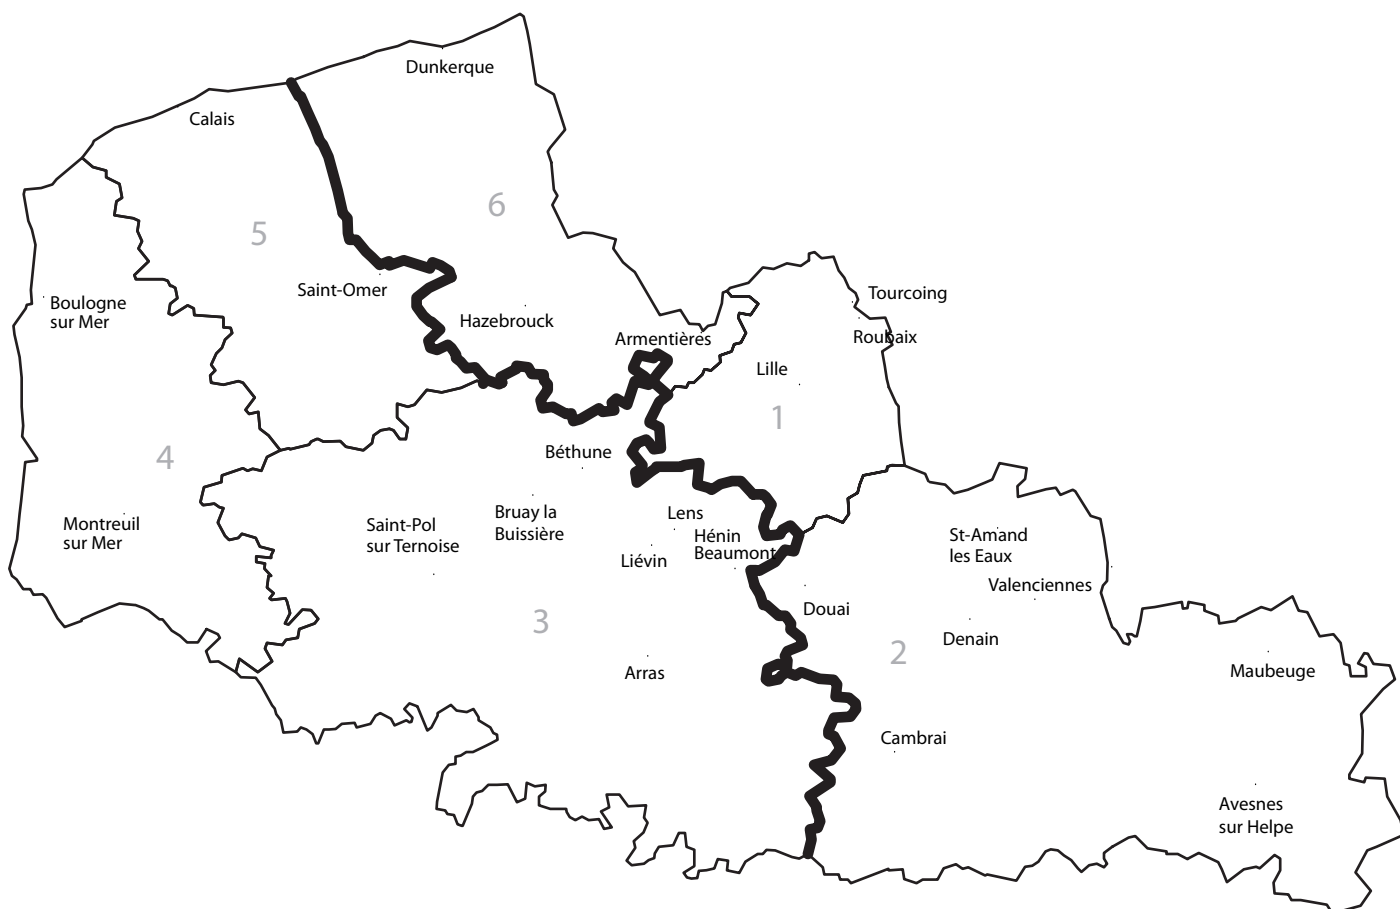 Dunkerque
Calais
6
5
Saint-Omer
Boulogne
sur Mer
Hazebrouck
Armentières
Tourcoing
Roubaix
Lille
1
4
Béthune
Montreuil
sur Mer
Saint-Pol
sur Ternoise
Bruay la
Buissière
Lens
Hénin
Beaumont
Liévin
St-Amand
les Eaux
Valenciennes
3
Douai
2
Denain
Arras
Maubeuge
Cambrai
Avesnes
sur Helpe